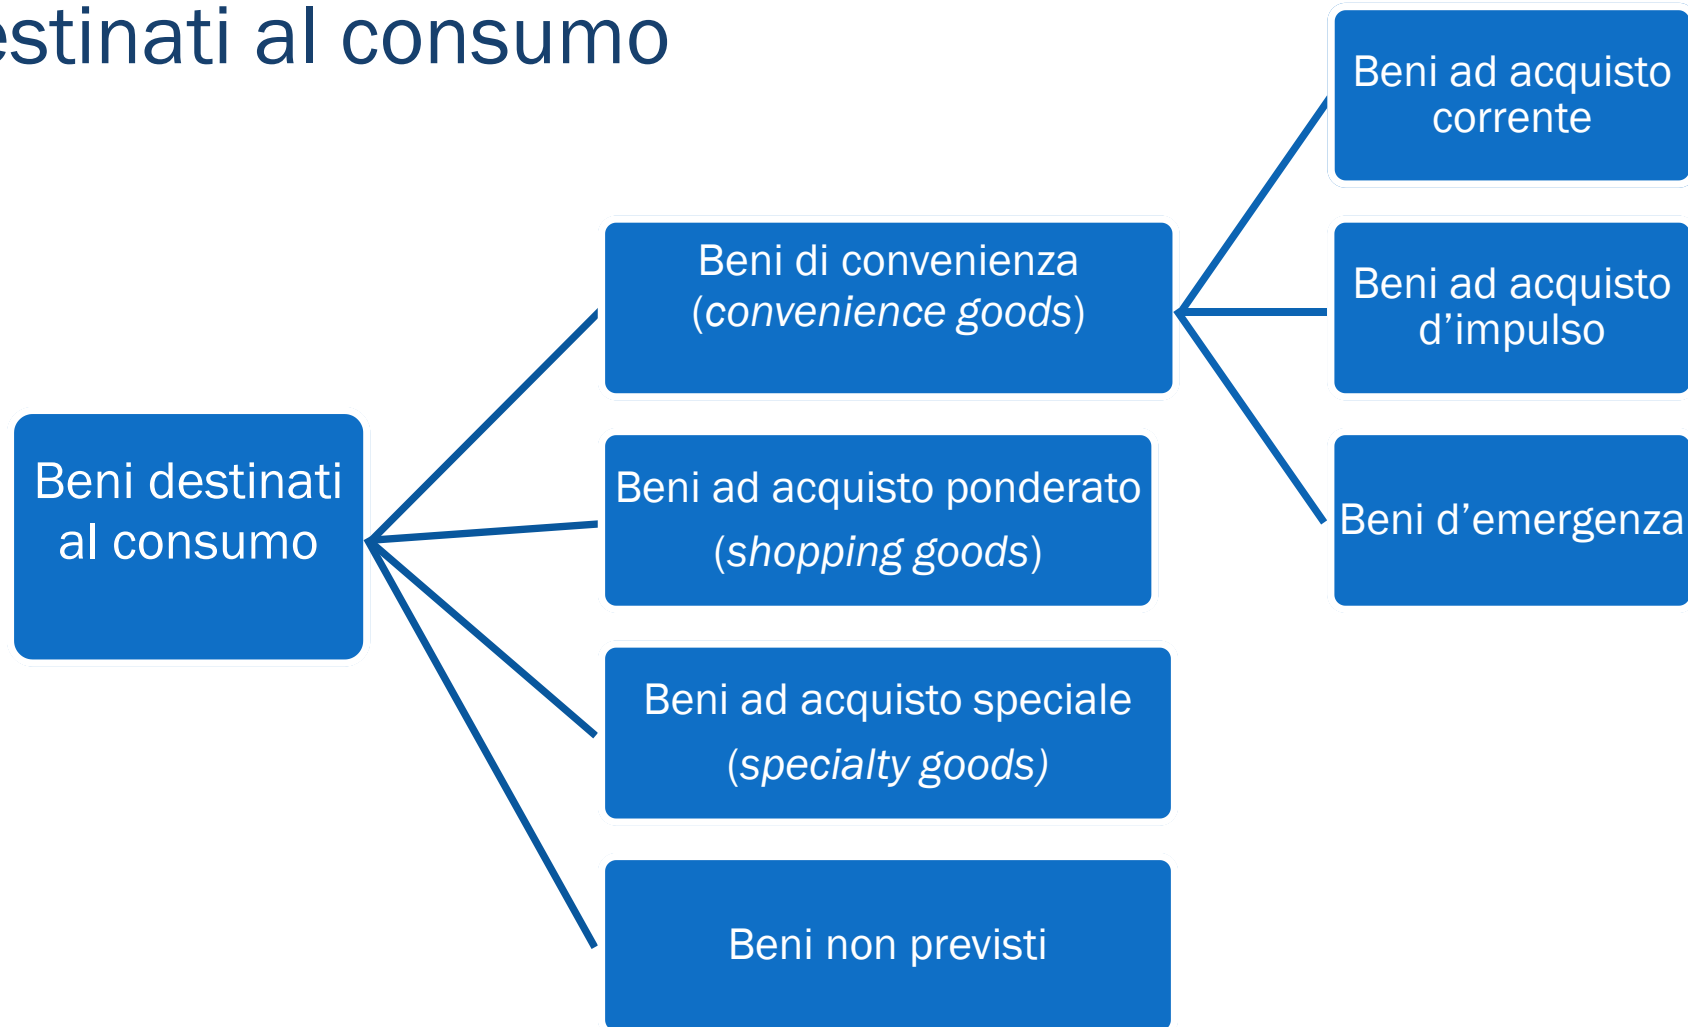 estinati al consumo
Beni destinati
al consumo
Beni di convenienza
(convenience goods)
Beni ad acquisto ponderato
(shopping goods)
Beni ad acquisto speciale
(specialty goods)
Beni non previsti
Beni ad acquisto
corrente
Beni ad acquisto
d’impulso
Beni d’emergenza